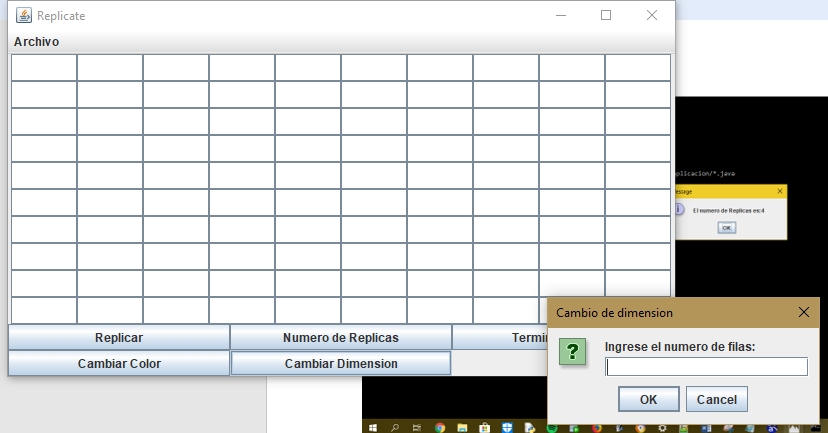 Replicate
Archivo
plicacion/*.java
essage
El numero de Replicas es:4
OK
Replicar
Numero de Replicas
Termin
Cambiar Color
Cambiar Dimension
Cambio de dimension
Ingrese el numero de filas:
OK
Cancel